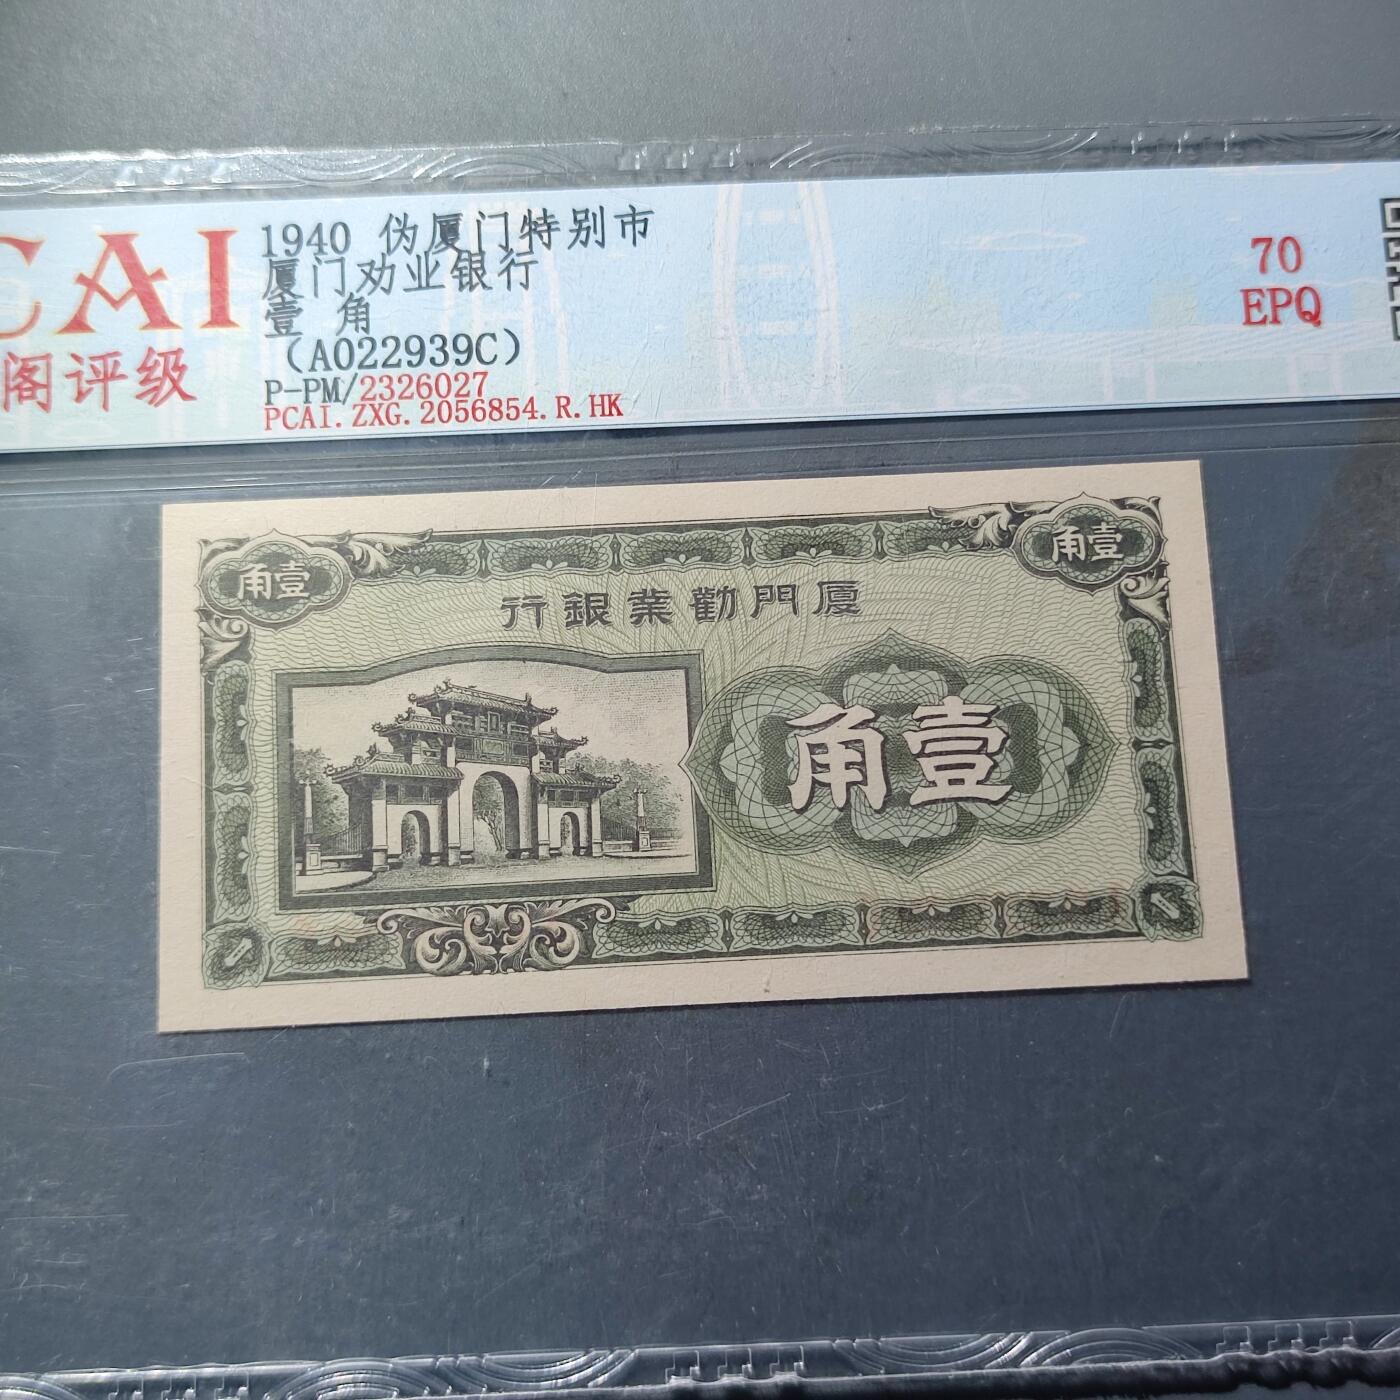 CAI
阁评级
1940 伪厦门特别市
厦门劝业银行
壹 角
(A022939C)
P-PM/2326027
PCAI.ZXG.2056854.R.HK
70
EPQ
角壹
角壹
行銀業勸門廈
角壹